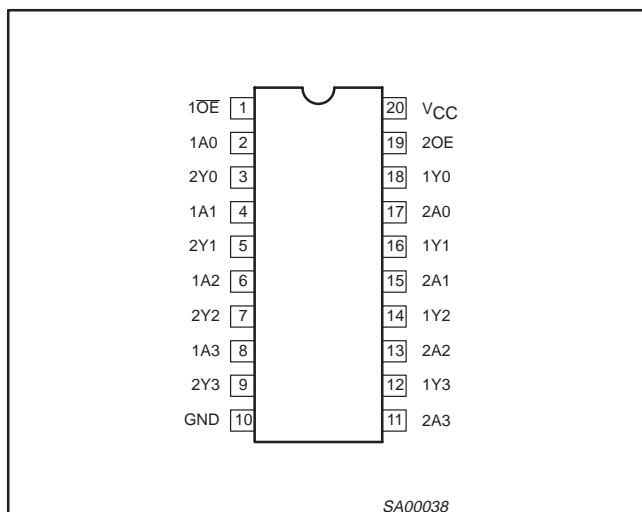 1O̅E̅ 1 20 VCC
1A0 2 19 2OE
2Y0 3 18 1Y0
1A1 4 17 2A0
2Y1 5 16 1Y1
1A2 6 15 2A1
2Y2 7 14 1Y2
1A3 8 13 2A2
2Y3 9 12 1Y3
GND 10 11 2A3
SA00038